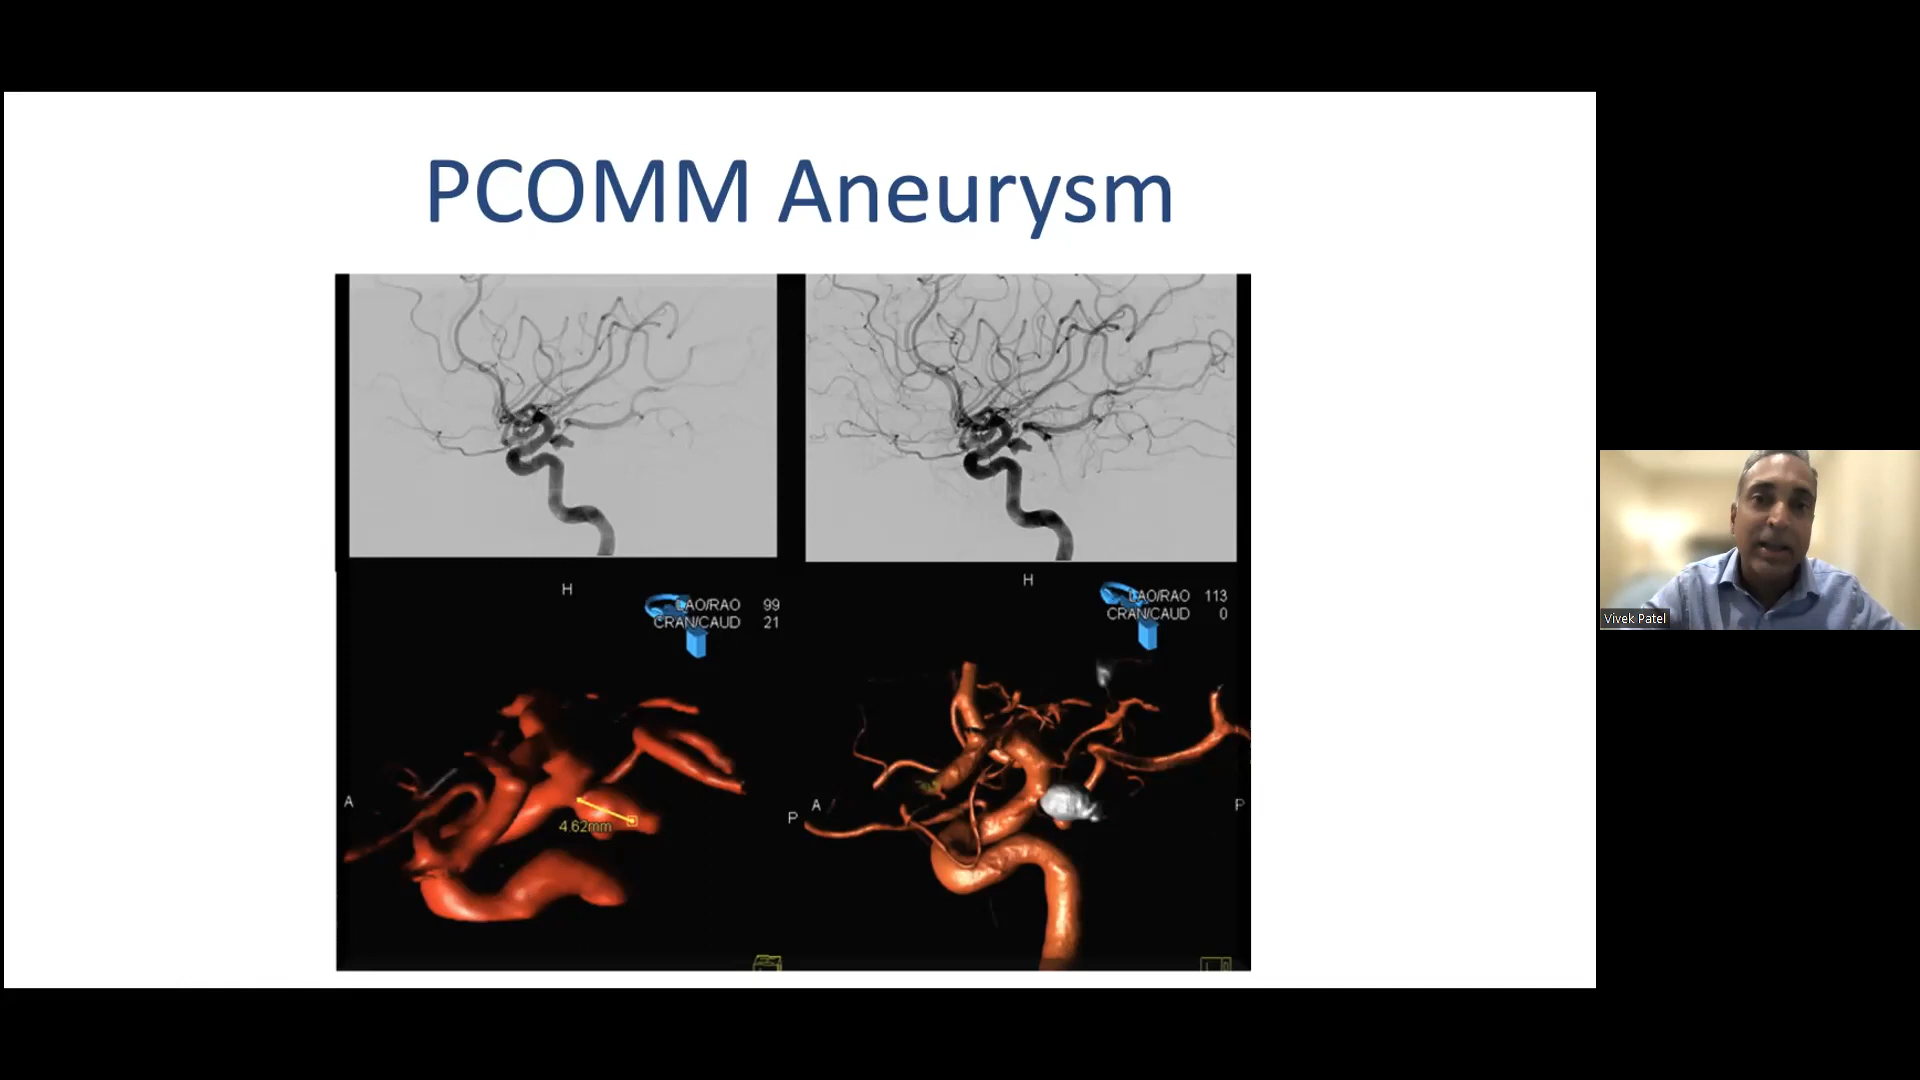 PCOMM Aneurysm
H
LAO/RAO 99
CRAN/CAUD 21
H
LAO/RAO 113
CRAN/CAUD 0
A
4.62mm
P
A
P
Vivek Patel